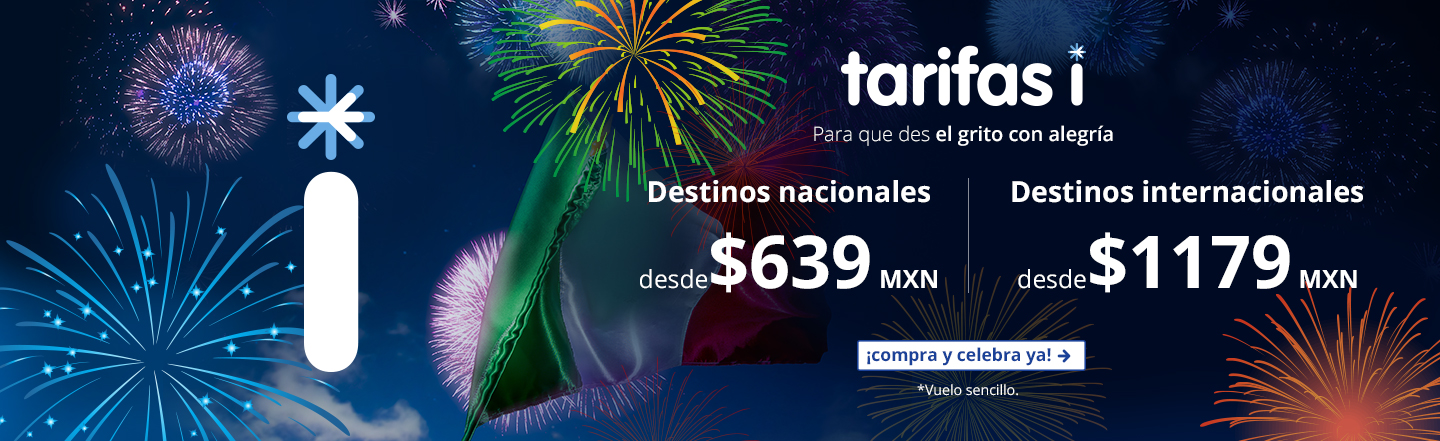 tarifas i
Para que des el grito con alegría
Destinos nacionales
desde $639 MXN
Destinos internacionales
desde $1179 MXN
¡compra y celebra ya! →
*Vuelo sencillo.